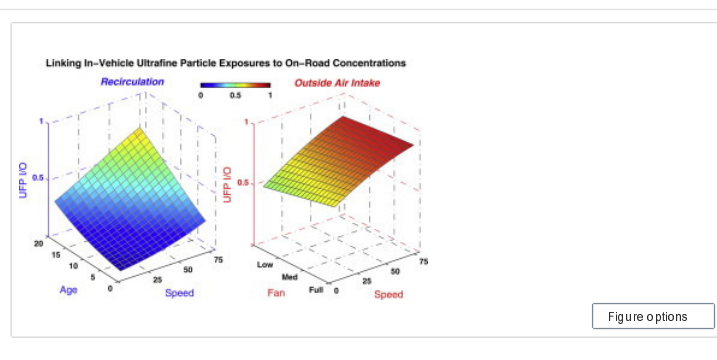 Linking In–Vehicle Ultrafine Particle Exposures to On–Road Concentrations
Recirculation
Outside Air Intake
0 0.5 1
1
0.5
UFP I/O
20
15
10
5
0
Age
25
50
75
Speed
1
0.5
UFP I/O
Low
Med
Full
Fan
0
25
50
75
Speed
Figure options